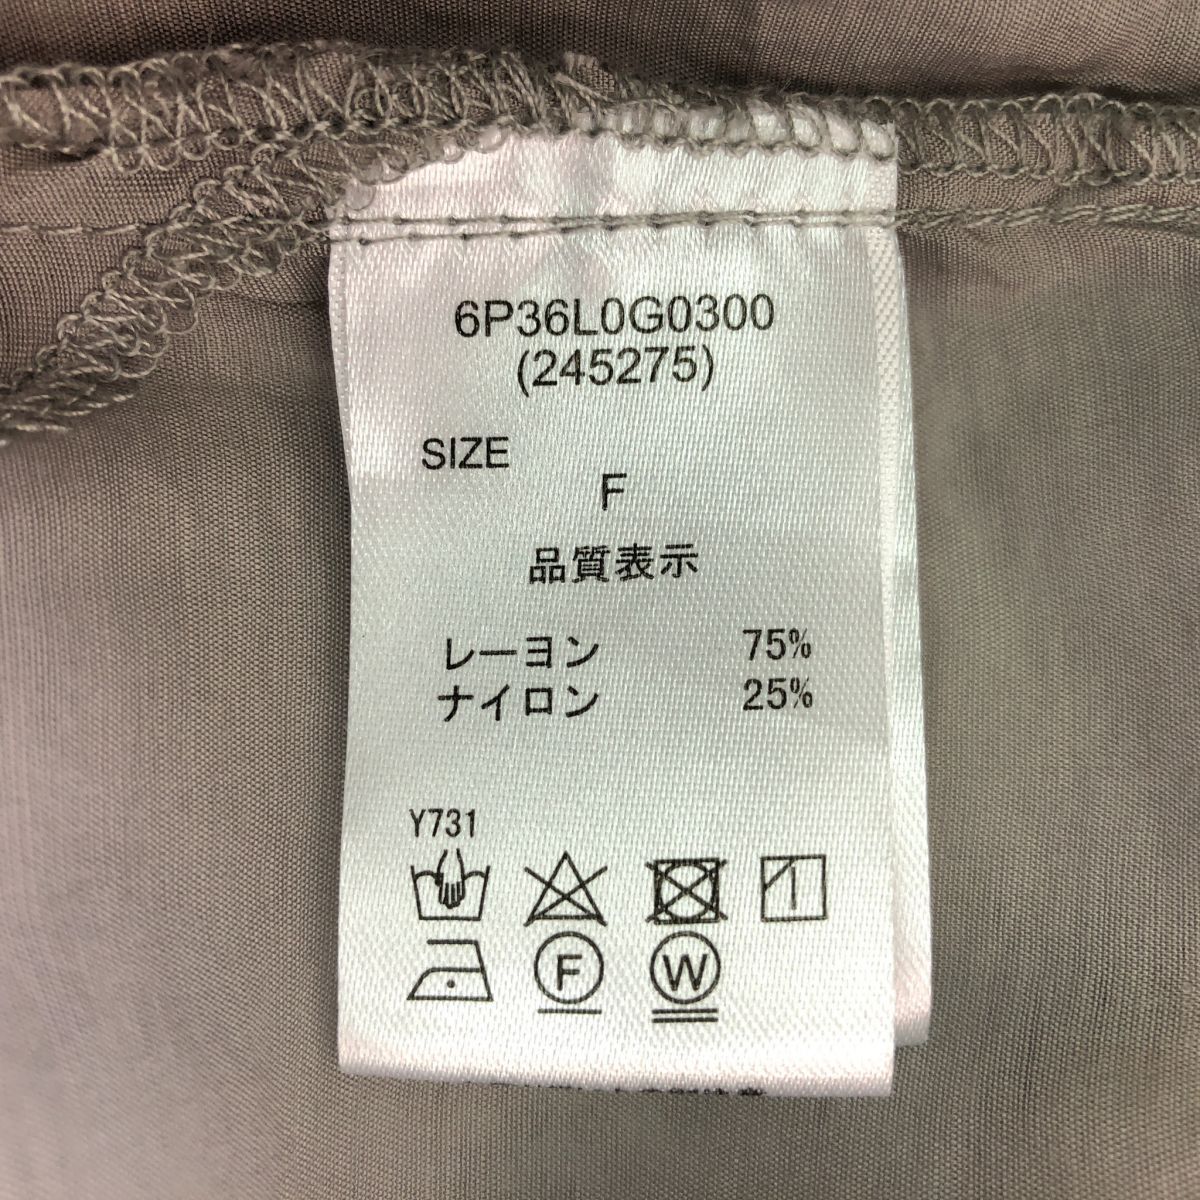 6P36L0G0300
(245275)
SIZE
F
品質表示
レーヨン 75%
ナイロン 25%
Y731
F W